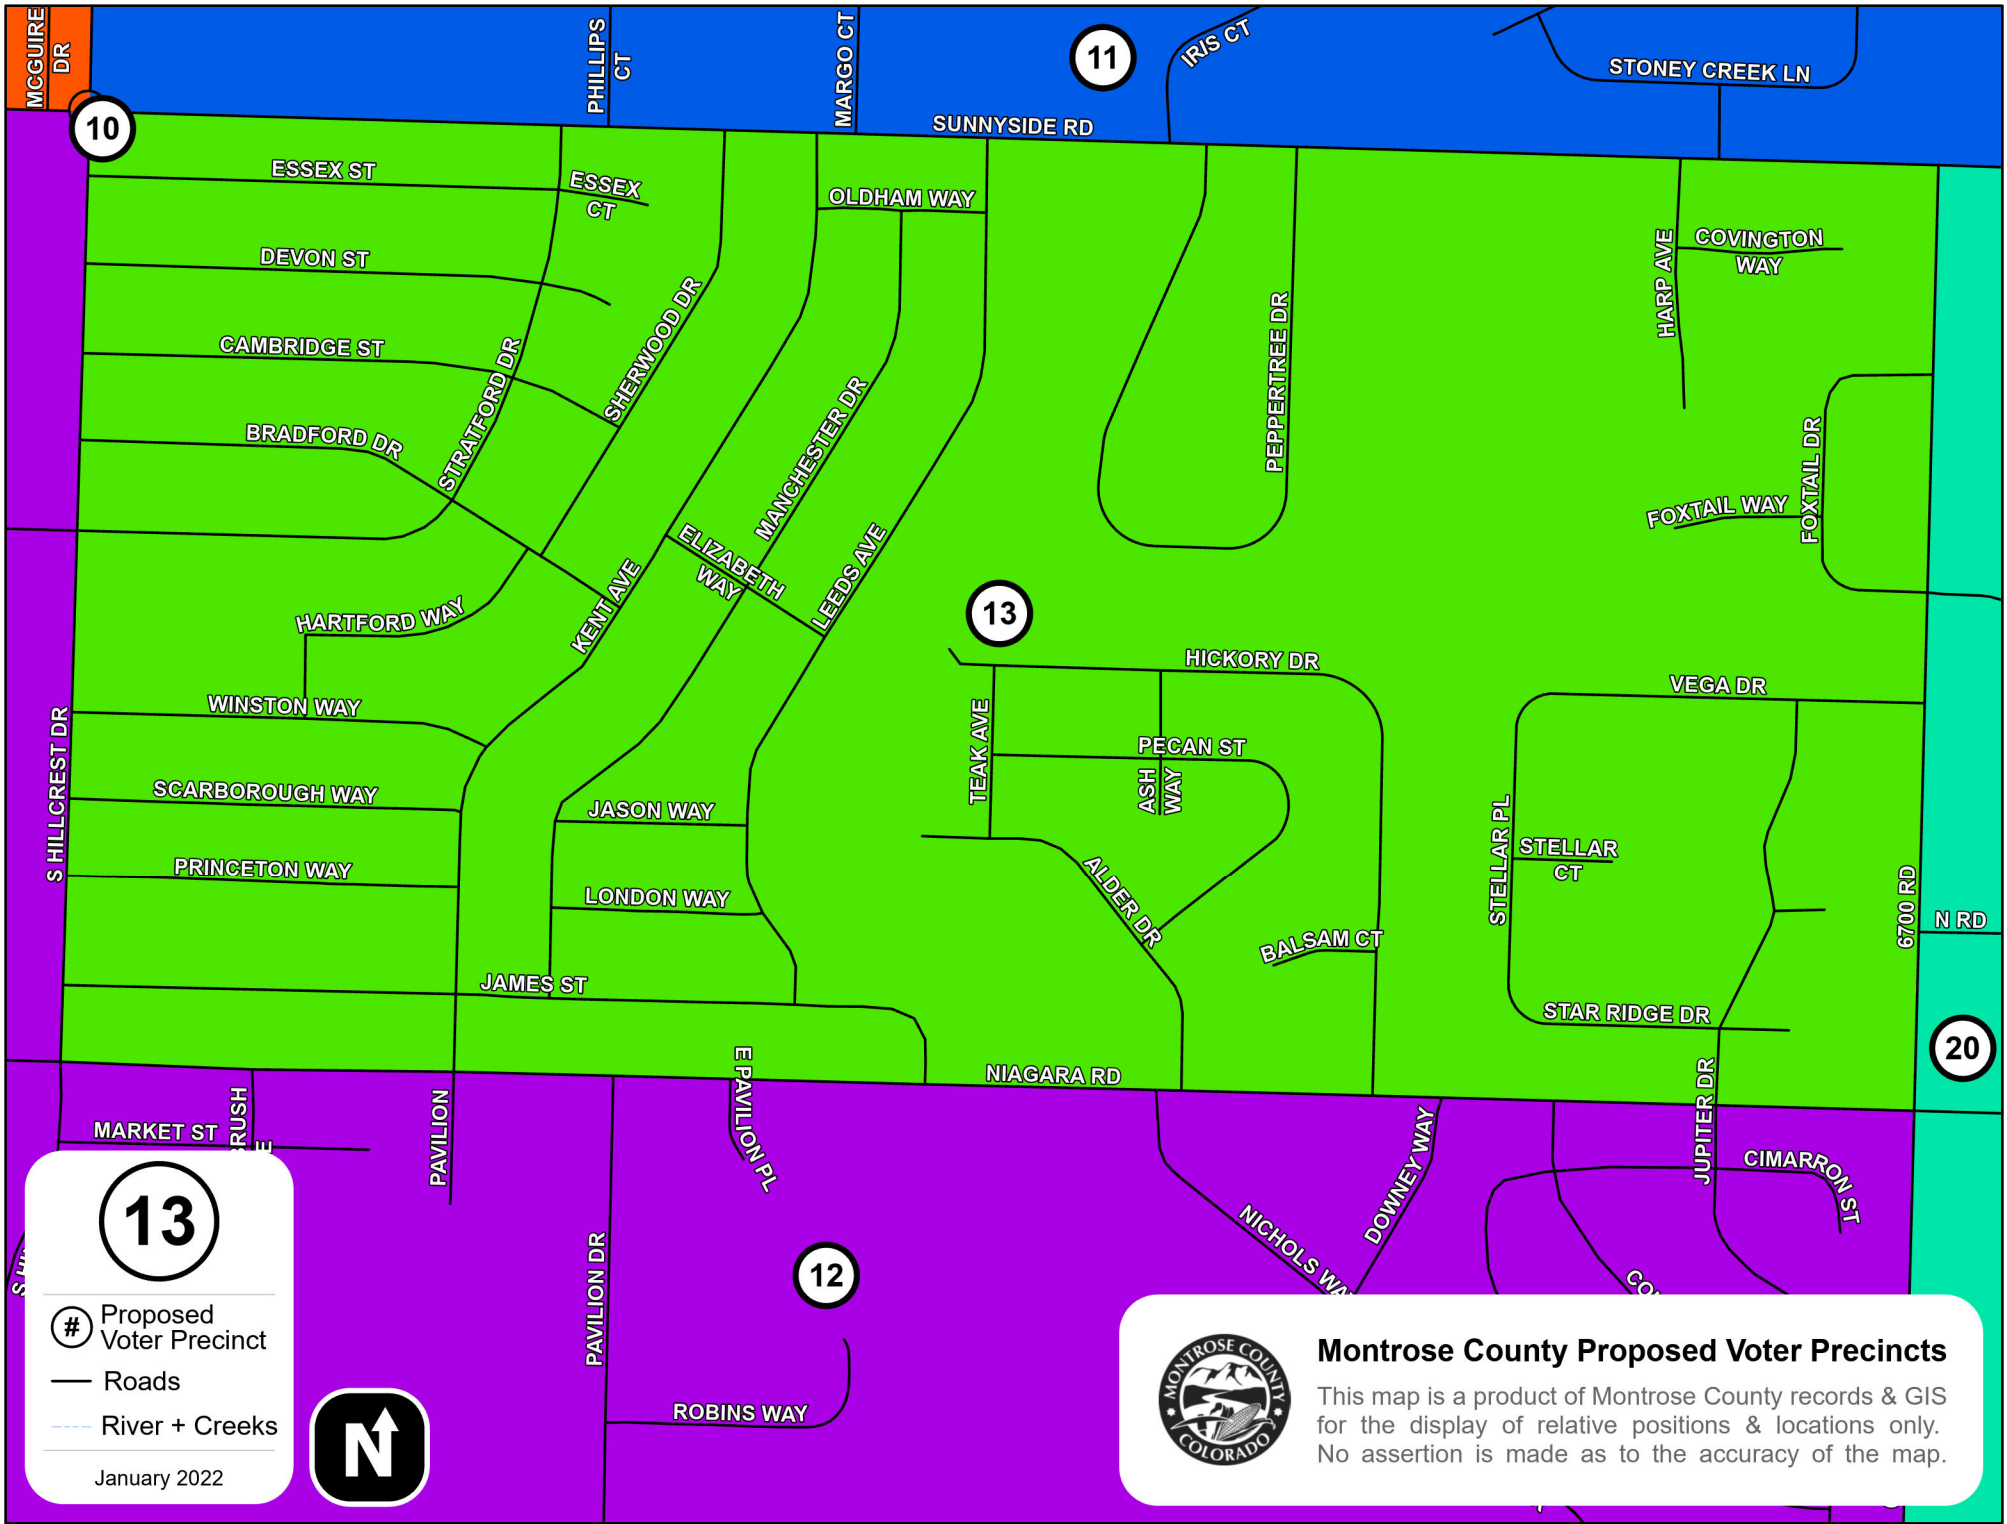 MCGUIRE
DR
PHILLIPS
CT
MARGO CT
11
IRIS CT
STONEY CREEK LN
10
SUNNYSIDE RD
ESSEX ST
ESSEX
CT
OLDHAM WAY
DEVON ST
COVINGTON
WAY
HARP AVE
SHERWOOD DR
PEPPERTREE DR
CAMBRIDGE ST
STRATFORD DR
MANCHESTER DR
BRADFORD DR
FOXTAIL DR
FOXTAIL WAY
ELIZABETH
WAY
LEEDS AVE
KENT AVE
HARTFORD WAY
13
HICKORY DR
VEGA DR
WINSTON WAY
S HILLCREST DR
TEAK AVE
PECAN ST
ASH
WAY
SCARBOROUGH WAY
JASON WAY
STELLAR PL
STELLAR
CT
PRINCETON WAY
LONDON WAY
ALDER DR
6700 RD
N RD
BALSAM CT
JAMES ST
STAR RIDGE DR
20
NIAGARA RD
E PAVILION PL
JUPITER DR
MARKET ST
RUSH
E
PAVILION
DOWNEY WAY
CIMARRON ST
NICHOLS WA
S HI
PAVILION DR
12
CO
ROBINS WAY
13
# Proposed
Voter Precinct
Roads
River + Creeks
January 2022
N
MONTROSE COUNTY
COLORADO
Montrose County Proposed Voter Precincts
This map is a product of Montrose County records & GIS
for the display of relative positions & locations only.
No assertion is made as to the accuracy of the map.